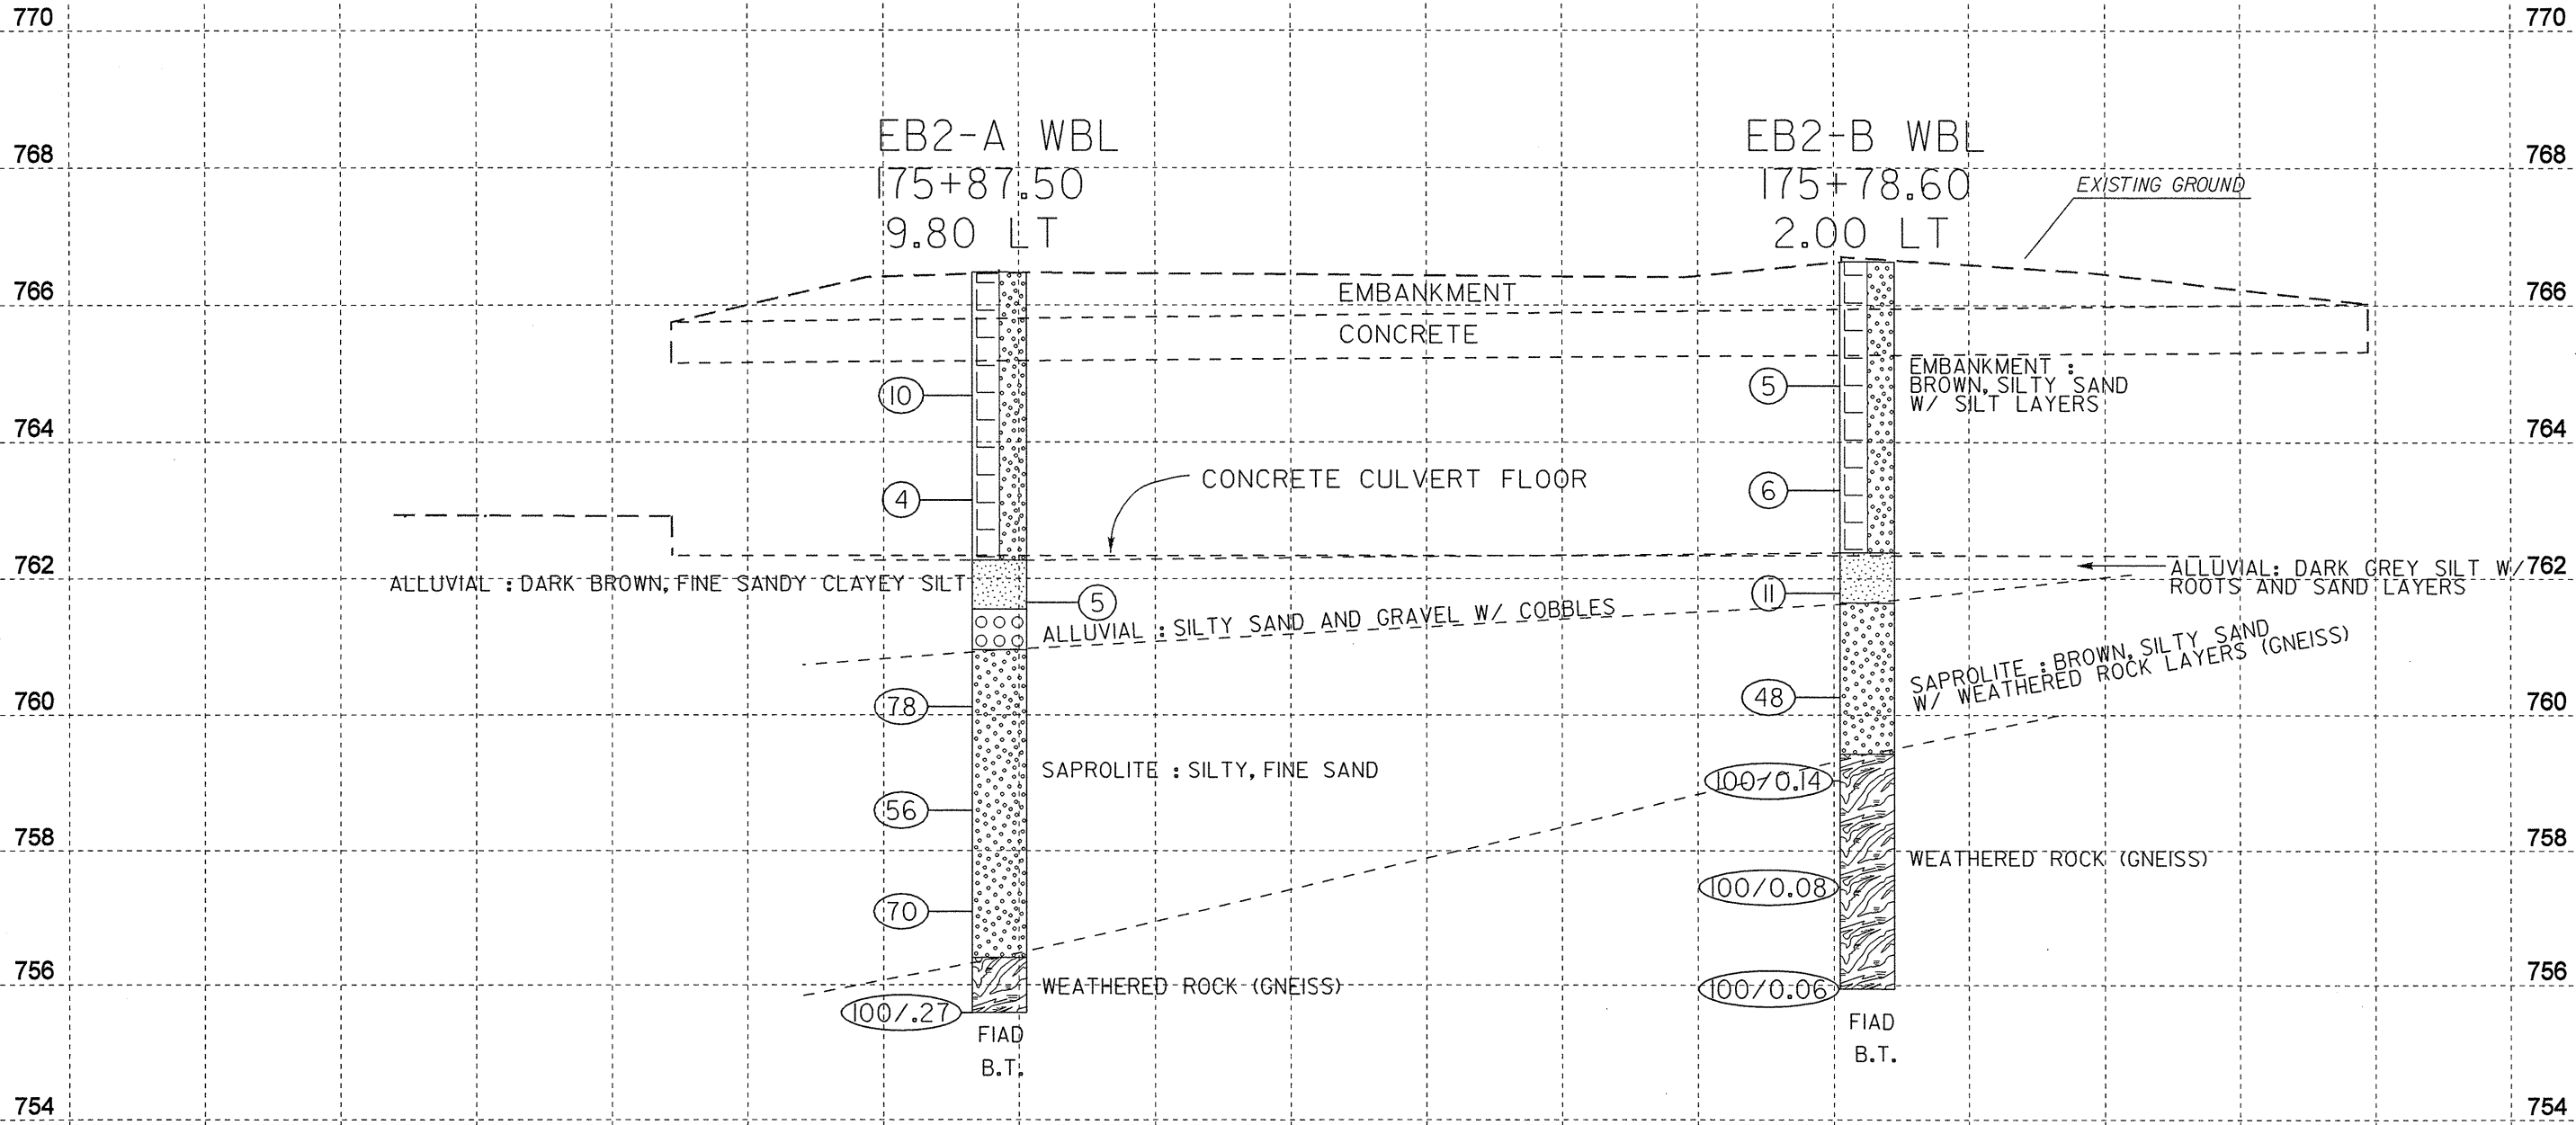 770 770
EB2-A WBL
175+87.50
9.80 LT
EB2-B WBL
175+78.60
2.00 LT
768 768
EXISTING GROUND
766 766
EMBANKMENT
CONCRETE
EMBANKMENT :
BROWN, SILTY SAND
W/ SILT LAYERS
10
5
764 764
CONCRETE CULVERT FLOOR
4
6
762 762
ALLUVIAL : DARK BROWN, FINE SANDY CLAYEY SILT
ALLUVIAL: DARK GREY SILT W/
ROOTS AND SAND LAYERS
5
11
ALLUVIAL : SILTY SAND AND GRAVEL W/ COBBLES
SAPROLITE : BROWN, SILTY SAND
W/ WEATHERED ROCK LAYERS (GNEISS)
78
48
760 760
SAPROLITE : SILTY, FINE SAND
100/0.14
56
758 758
WEATHERED ROCK (GNEISS)
100/0.08
70
756 756
WEATHERED ROCK (GNEISS)
100/0.06
100/.27
FIAD
B.T.
FIAD
B.T.
754 754